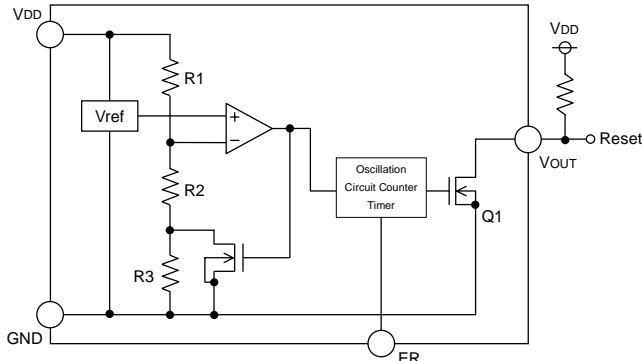 VDD
VDD
R1
Vref
+
−
Reset
VOUT
Oscillation
Circuit Counter
Timer
R2
Q1
R3
GND
ER